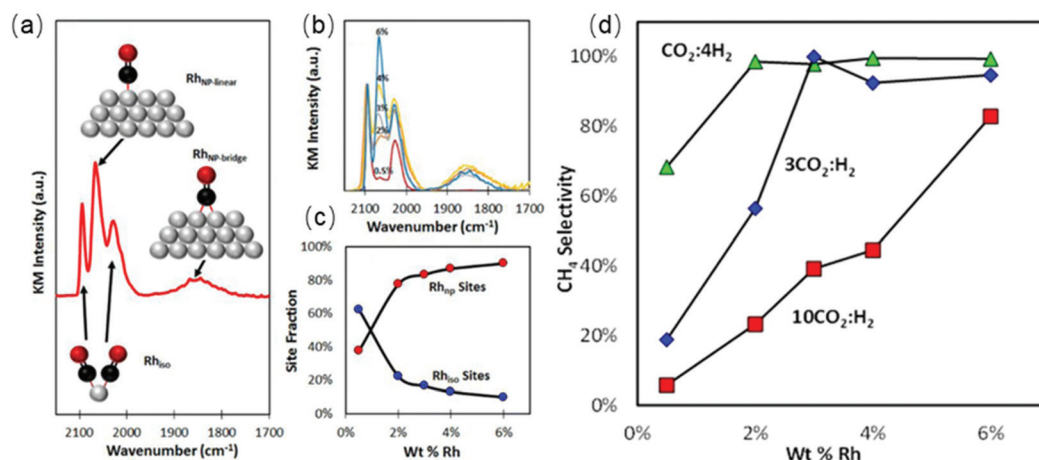 (a)
Rh_NP-linear
Rh_NP-bridge
Rh_iso
KM Intensity (a.u.)
2100 2000 1900 1800 1700
Wavenumber (cm⁻¹)
(b)
6%
4%
3%
2%
0.5%
KM Intensity (a.u.)
2100 2000 1900 1800 1700
Wavenumber (cm⁻¹)
(c)
100%
80%
60%
40%
20%
0%
Site Fraction
Rh_np Sites
Rh_iso Sites
0% 2% 4% 6%
Wt % Rh
(d)
CO₂:4H₂
3CO₂:H₂
10CO₂:H₂
100%
80%
60%
40%
20%
0%
CH₄ Selectivity
0% 2% 4% 6%
Wt % Rh